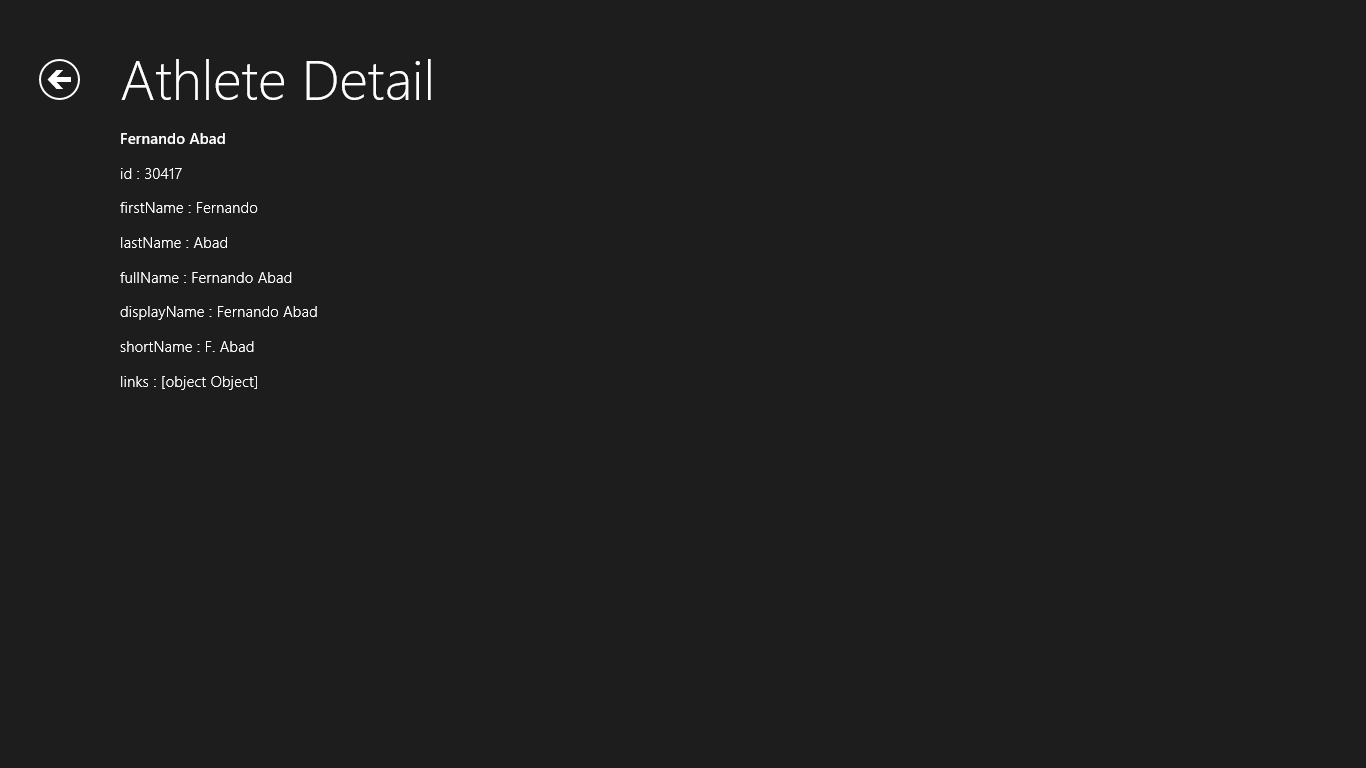 Athlete Detail
Fernando Abad
id : 30417
firstName : Fernando
lastName : Abad
fullName : Fernando Abad
displayName : Fernando Abad
shortName : F. Abad
links : [object Object]